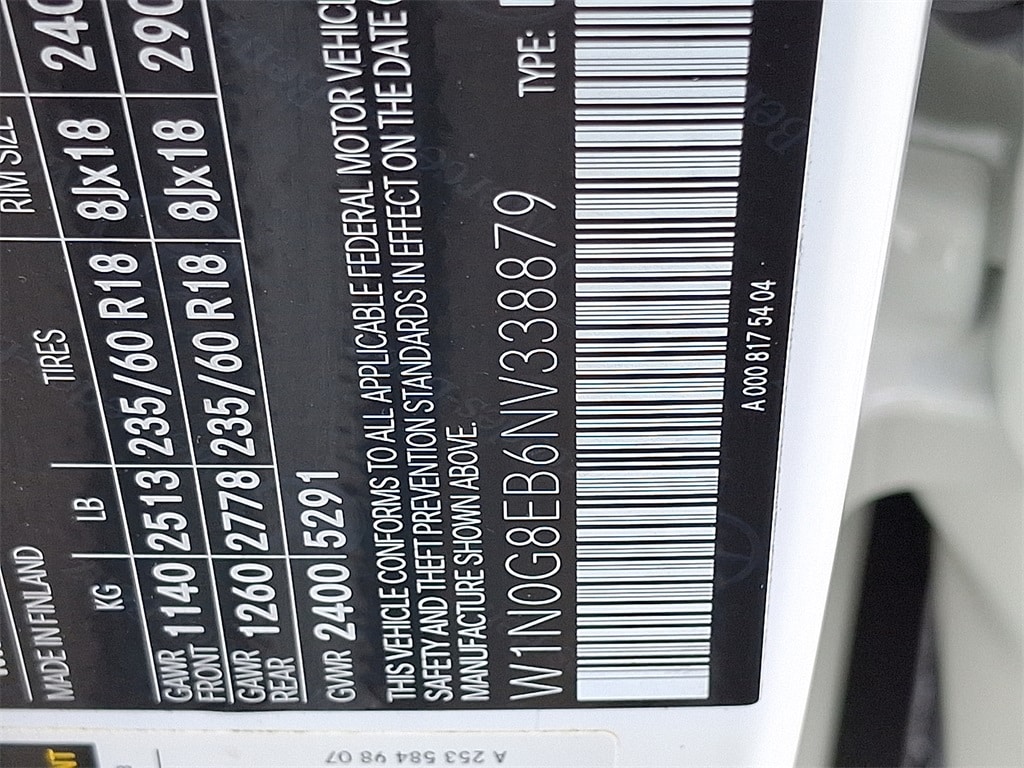 MADE IN FINLAND
KG LB TIRES RIM SIZE
GAWR FRONT 1140 2513 235/60 R18 8Jx18 240
GAWR REAR 1260 2778 235/60 R18 8Jx18 290
GVWR 2400 5291
THIS VEHICLE CONFORMS TO ALL APPLICABLE FEDERAL MOTOR VEHIC
SAFETY AND THEFT PREVENTION STANDARDS IN EFFECT ON THE DATE
MANUFACTURE SHOWN ABOVE.
W1N0G8EB6NV333879 TYPE:
A 000 817 54 04
A 253 584 98 07
NT